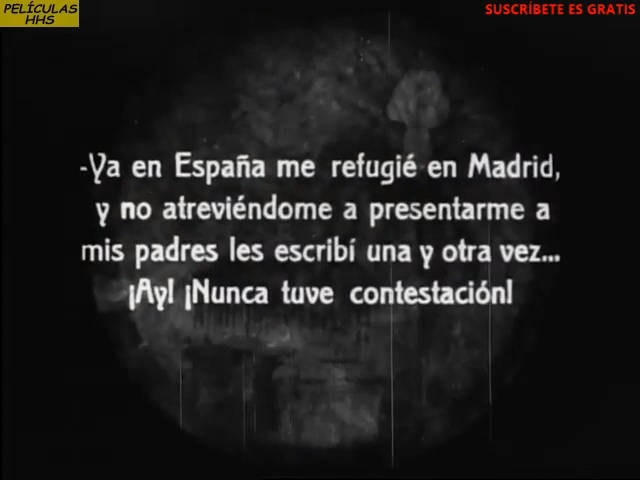 PELÍCULAS
HHS
SUSCRÍBETE ES GRATIS
-Ya en España me refugié en Madrid,
y no atreviéndome a presentarme a
mis padres les escribí una y otra vez...
¡Ay! ¡Nunca tuve contestación!